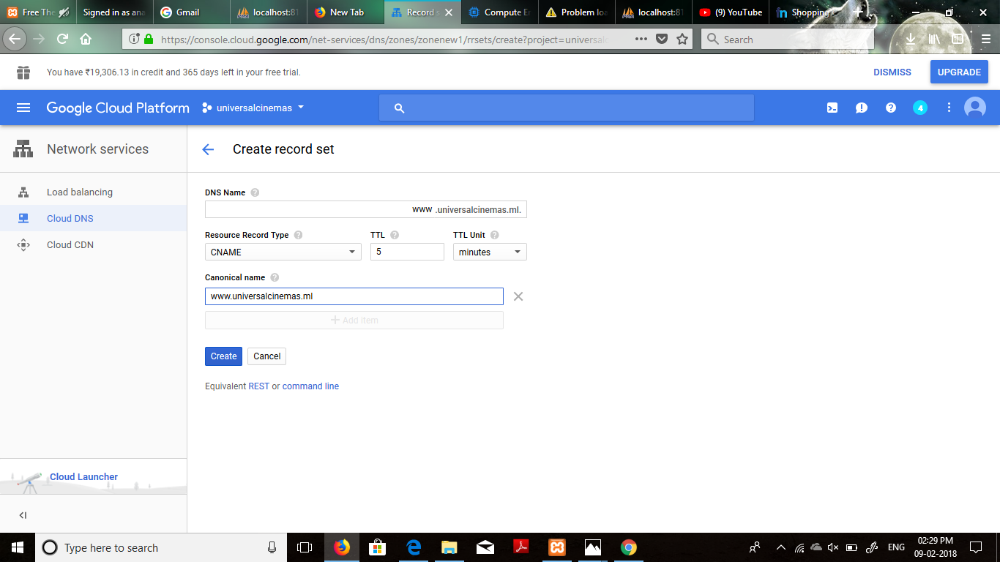 Free The
Signed in as ana
Gmail
localhost:81
New Tab
Record s
Compute En
Problem loa
localhost:81
(9) YouTube
Shopping
https://console.cloud.google.com/net-services/dns/zones/zonenew1/rrsets/create?project=universalc
Search
You have ₹19,306.13 in credit and 365 days left in your free trial.
DISMISS
UPGRADE
Google Cloud Platform
universalcinemas
4
Network services
Create record set
Load balancing
Cloud DNS
Cloud CDN
DNS Name
www .universalcinemas.ml.
Resource Record Type
TTL
TTL Unit
CNAME
5
minutes
Canonical name
www.universalcinemas.ml
Add item
Create
Cancel
Equivalent REST or command line
Cloud Launcher
Type here to search
ENG
02:29 PM
09-02-2018